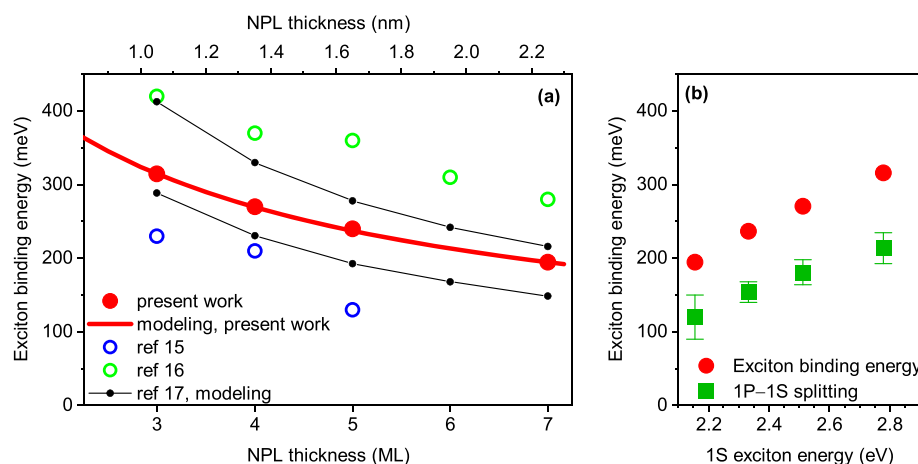 NPL thickness (nm)
1.0 1.2 1.4 1.6 1.8 2.0 2.2
(a)
(b)
400
300
200
100
0
Exciton binding energy (meV)
present work
modeling, present work
ref 15
ref 16
ref 17, modeling
3 4 5 6 7
NPL thickness (ML)
400
300
200
100
0
Exciton binding energy (meV)
Exciton binding energy
1P–1S splitting
2.2 2.4 2.6 2.8
1S exciton energy (eV)